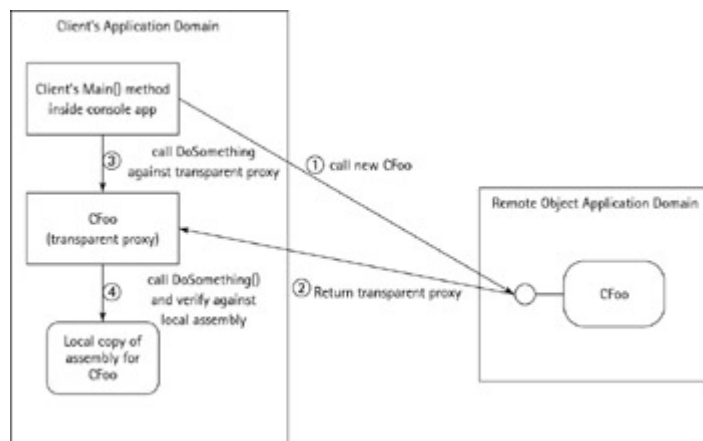 Client's Application Domain
Client's Main() method
inside console app
③
call DoSomething
against transparent proxy
① call new CFoo
CFoo
(transparent proxy)
Remote Object Application Domain
② Return transparent proxy
CFoo
④
call DoSomething()
and verify against
local assembly
Local copy of
assembly for
CFoo